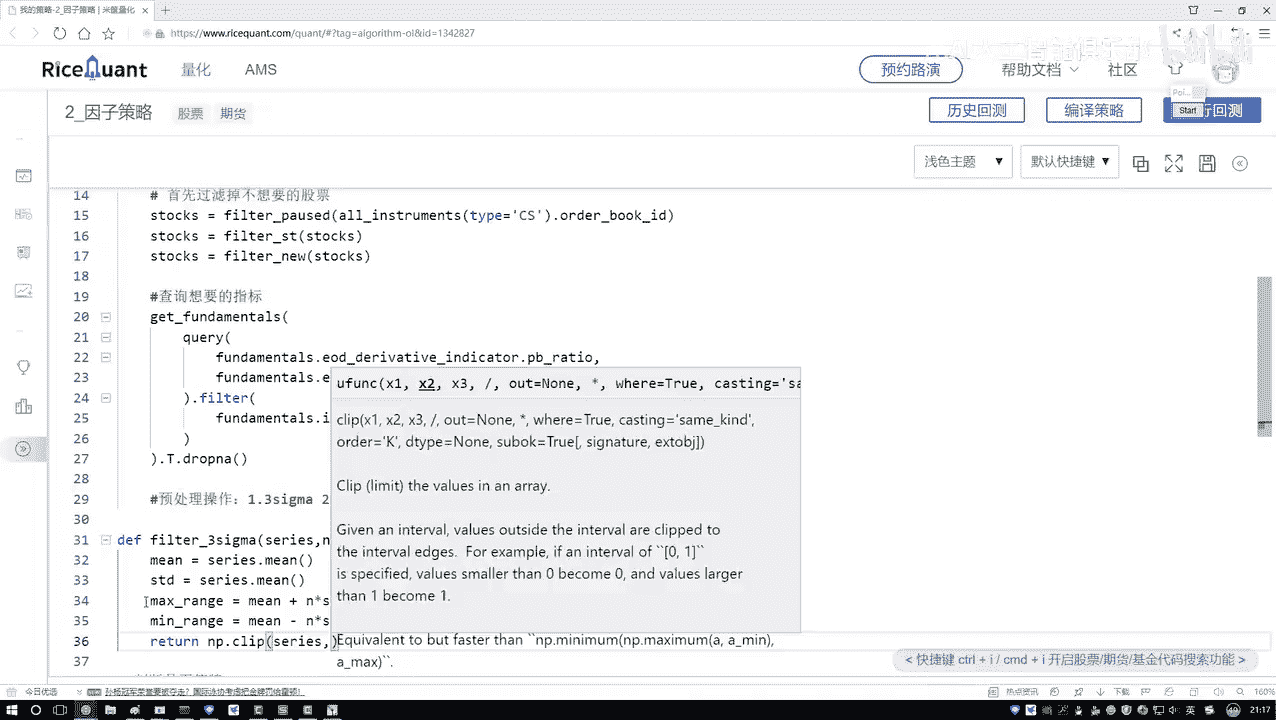 我的策略-2_因子策略 | 米筐量化
https://www.ricequant.com/quant/#?tag=algorithm-ol&id=1342827
RiceQuant 量化 AMS 预约路演 帮助文档 社区
2_因子策略 股票 期货 历史回测 编译策略 行回测
Poi...
Start
浅色主题 ▼ 默认快捷键 ▼
14 # 首先过滤掉不想要的股票
15 stocks = filter_paused(all_instruments(type='CS').order_book_id)
16 stocks = filter_st(stocks)
17 stocks = filter_new(stocks)
18
19 #查询想要的指标
20 get_fundamentals(
21 query(
22 fundamentals.eod_derivative_indicator.pb_ratio,
23 fundamentals.e
24 ).filter(
25 fundamentals.i
26 )
27 ).T.dropna()
28
29 #预处理操作：1.3sigma 2
30
31 def filter_3sigma(series,n
32 mean = series.mean()
33 std = series.mean()
34 max_range = mean + n*s
35 min_range = mean - n*s
36 return np.clip(series,)
37
ufunc(x1, x2, x3, /, out=None, *, where=True, casting='sa
clip(x1, x2, x3, /, out=None, *, where=True, casting='same_kind',
order='K', dtype=None, subok=True[, signature, extobj])
Clip (limit) the values in an array.
Given an interval, values outside the interval are clipped to
the interval edges. For example, if an interval of ``[0, 1]``
is specified, values smaller than 0 become 0, and values larger
than 1 become 1.
Equivalent to but faster than ``np.minimum(np.maximum(a, a_min),
a_max)``.
< 快捷键 ctrl + i / cmd + i 开启股票/期货/基金代码搜索功能 >
今日优选
热点资讯 下载 160%
英 21:17